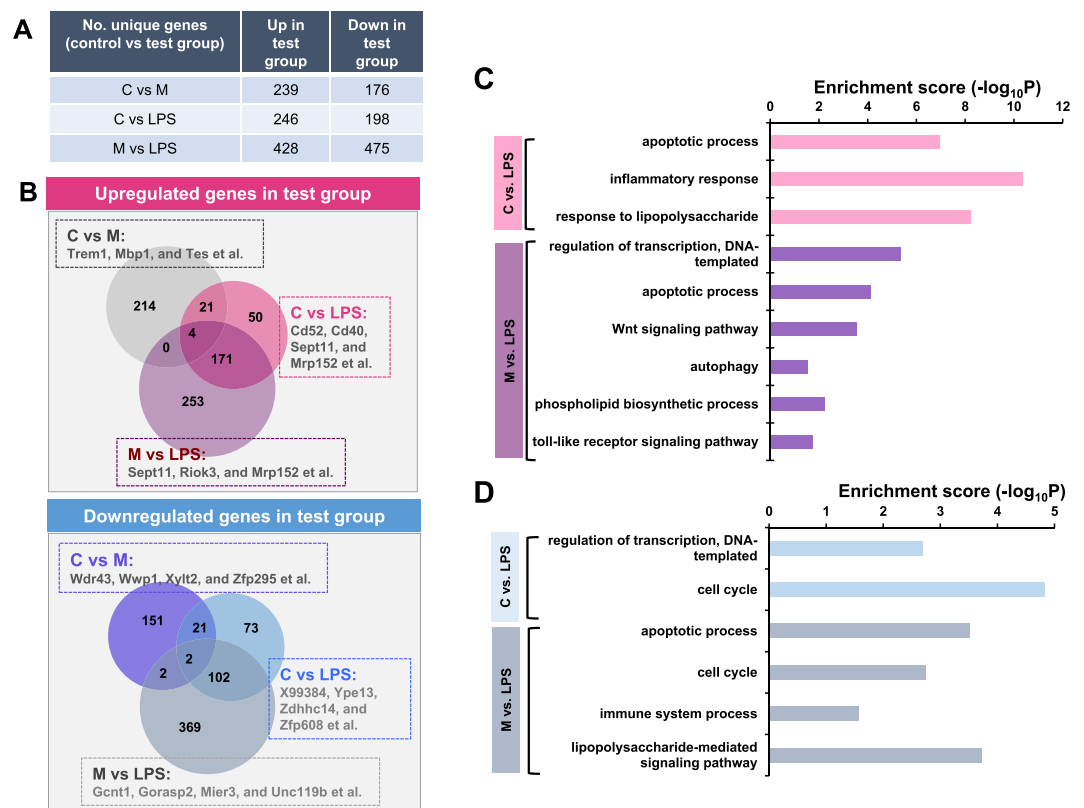 A
No. unique genes
(control vs test group)
Up in
test
group
Down in
test
group
C vs M
239
176
C vs LPS
246
198
M vs LPS
428
475
B
Upregulated genes in test group
C vs M:
Trem1, Mbp1, and Tes et al.
214
21
50
4
0
171
253
C vs LPS:
Cd52, Cd40,
Sept11, and
Mrp152 et al.
M vs LPS:
Sept11, Riok3, and Mrp152 et al.
Downregulated genes in test group
C vs M:
Wdr43, Wwp1, Xylt2, and Zfp295 et al.
151
21
73
2
2
102
369
C vs LPS:
X99384, Ype13,
Zdhhc14, and
Zfp608 et al.
M vs LPS:
Gcnt1, Gorasp2, Mier3, and Unc119b et al.
C
Enrichment score (-log10P)
0 2 4 6 8 10 12
C vs. LPS
apoptotic process
inflammatory response
response to lipopolysaccharide
M vs. LPS
regulation of transcription, DNA-
templated
apoptotic process
Wnt signaling pathway
autophagy
phospholipid biosynthetic process
toll-like receptor signaling pathway
D
Enrichment score (-log10P)
0 1 2 3 4 5
C vs. LPS
regulation of transcription, DNA-
templated
cell cycle
M vs. LPS
apoptotic process
cell cycle
immune system process
lipopolysaccharide-mediated
signaling pathway